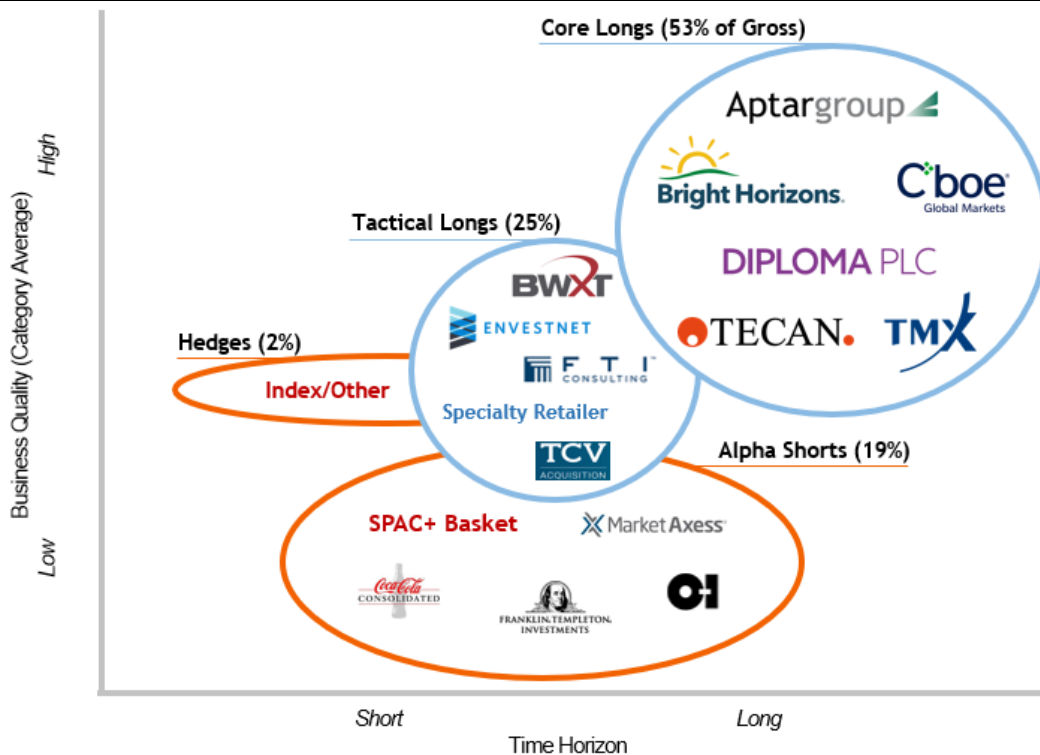 Core Longs (53% of Gross)
Aptargroup
Bright Horizons.
Cboe
Global Markets
DIPLOMA PLC
TECAN.
TMX
Tactical Longs (25%)
BWXT
ENVESTNET
F T I™
CONSULTING
Specialty Retailer
TCV
ACQUISITION
Hedges (2%)
Index/Other
Alpha Shorts (19%)
SPAC+ Basket
MarketAxess
Coca-Cola
CONSOLIDATED
FRANKLIN TEMPLETON
INVESTMENTS
O-I
Business Quality (Category Average)
High
Low
Short
Long
Time Horizon